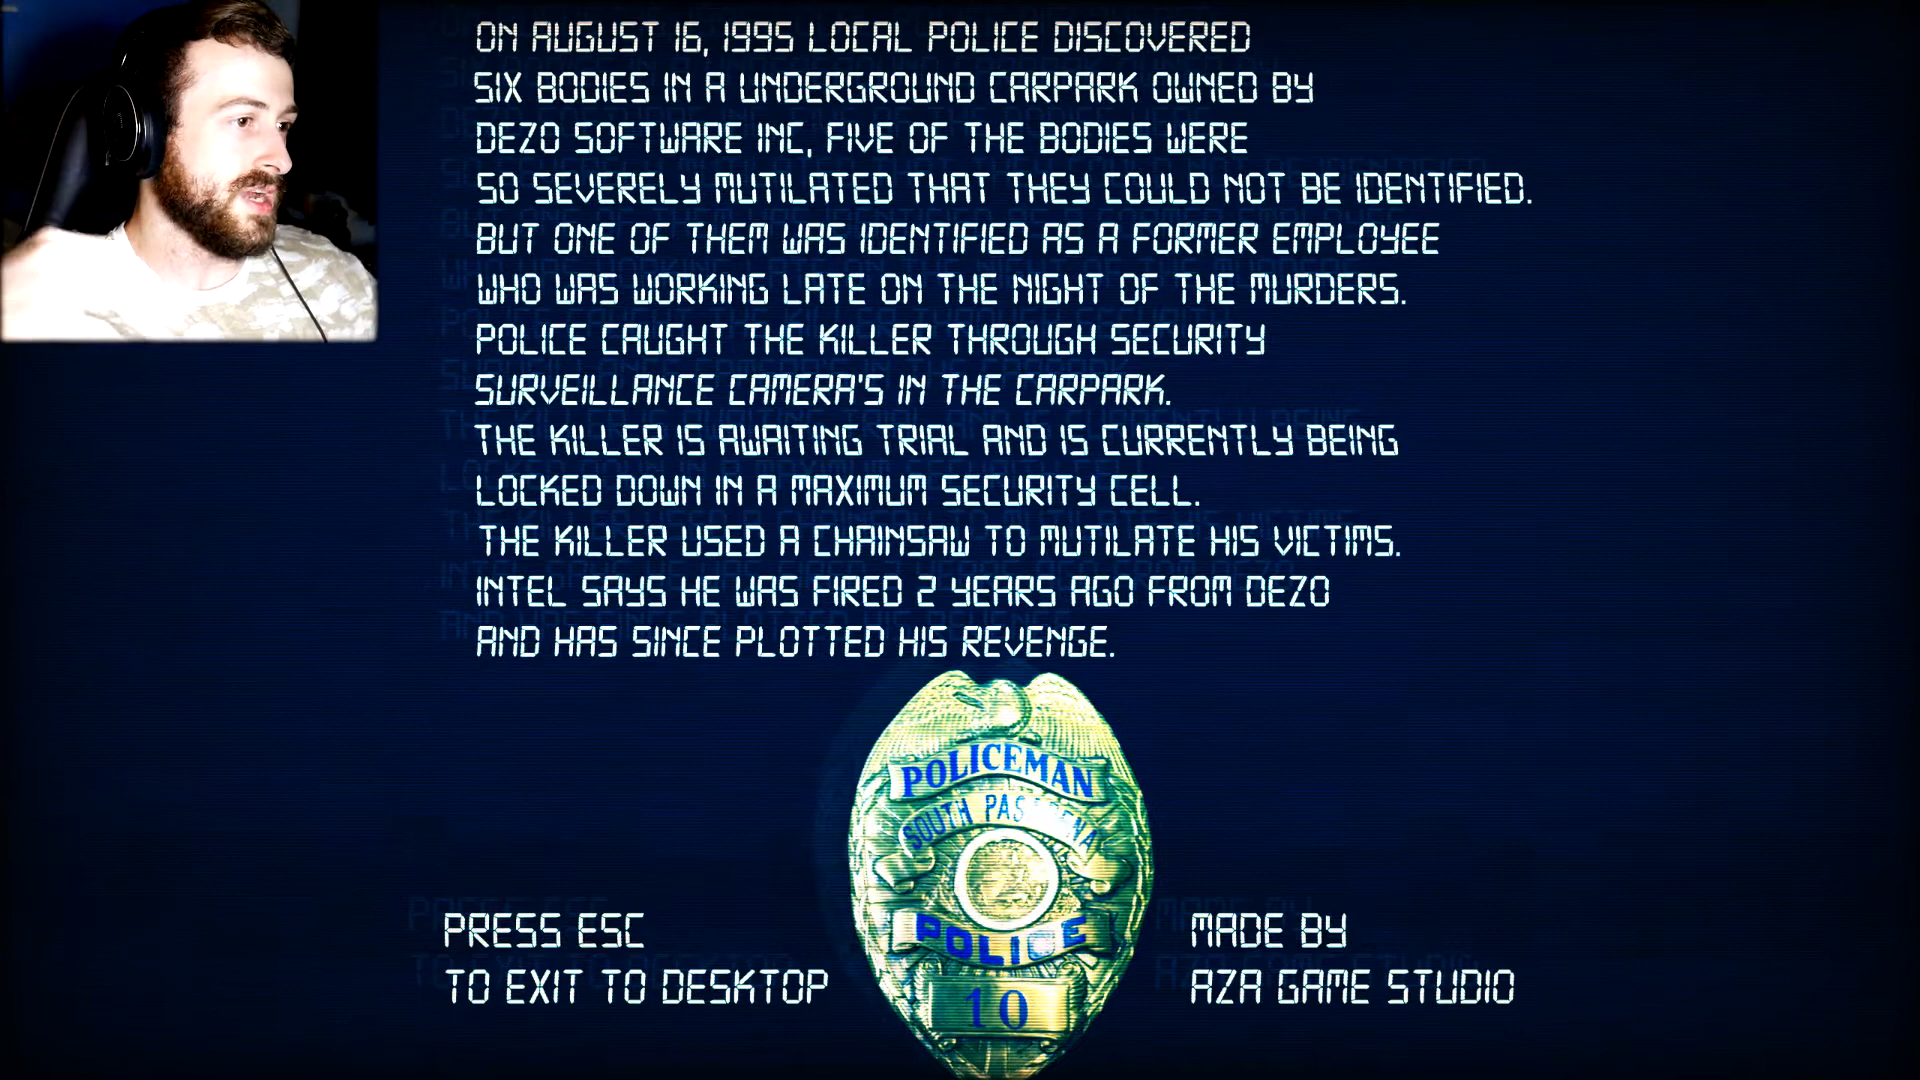 ON AUGUST 16, 1995 LOCAL POLICE DISCOVERED
SIX BODIES IN A UNDERGROUND CARPARK OWNED BY
DEZO SOFTWARE INC, FIVE OF THE BODIES WERE
SO SEVERELY MUTILATED THAT THEY COULD NOT BE IDENTIFIED.
BUT ONE OF THEM WAS IDENTIFIED AS A FORMER EMPLOYEE
WHO WAS WORKING LATE ON THE NIGHT OF THE MURDERS.
POLICE CAUGHT THE KILLER THROUGH SECURITY
SURVEILLANCE CAMERA'S IN THE CARPARK.
THE KILLER IS AWAITING TRIAL AND IS CURRENTLY BEING
LOCKED DOWN IN A MAXIMUM SECURITY CELL.
THE KILLER USED A CHAINSAW TO MUTILATE HIS VICTIMS.
INTEL SAYS HE WAS FIRED 2 YEARS AGO FROM DEZO
AND HAS SINCE PLOTTED HIS REVENGE.
POLICEMAN
SOUTH PASADENA
POLICE
10
PRESS ESC
TO EXIT TO DESKTOP
MADE BY
AZA GAME STUDIO